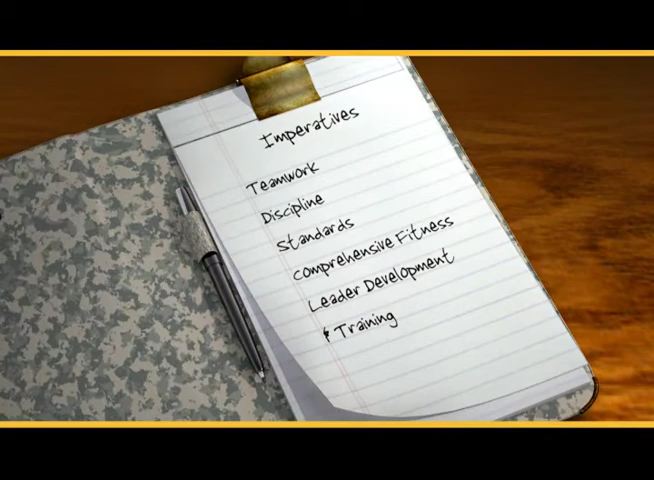 Imperatives
Teamwork
Discipline
Standards
Comprehensive Fitness
Leader Development
& Training